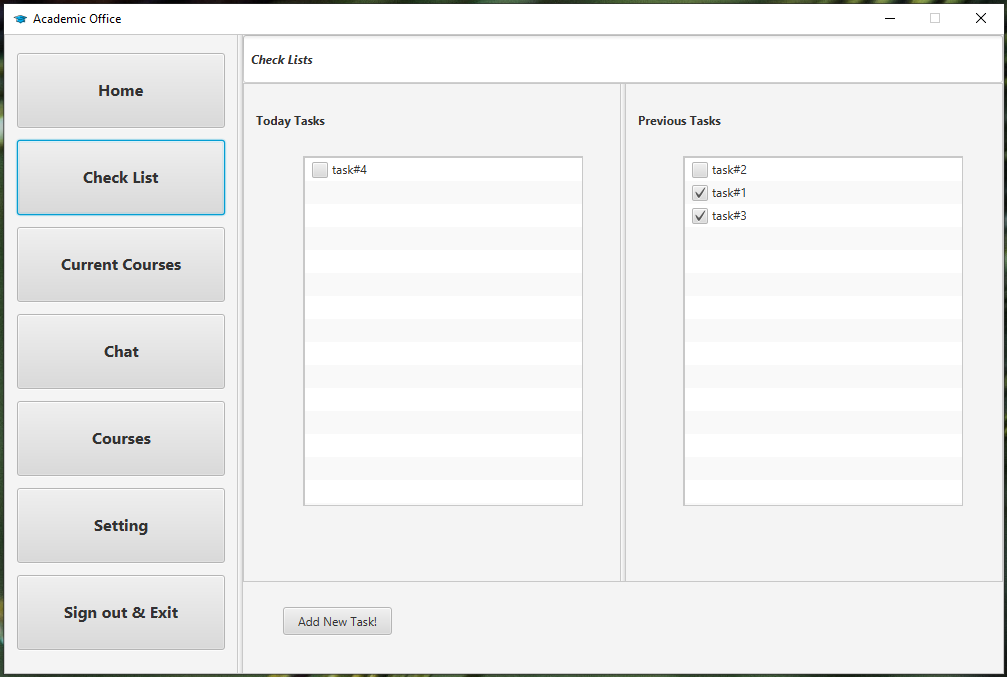 Academic Office
Home
Check List
Current Courses
Chat
Courses
Setting
Sign out & Exit
Check Lists
Today Tasks
task#4
Previous Tasks
task#2
task#1
task#3
Add New Task!